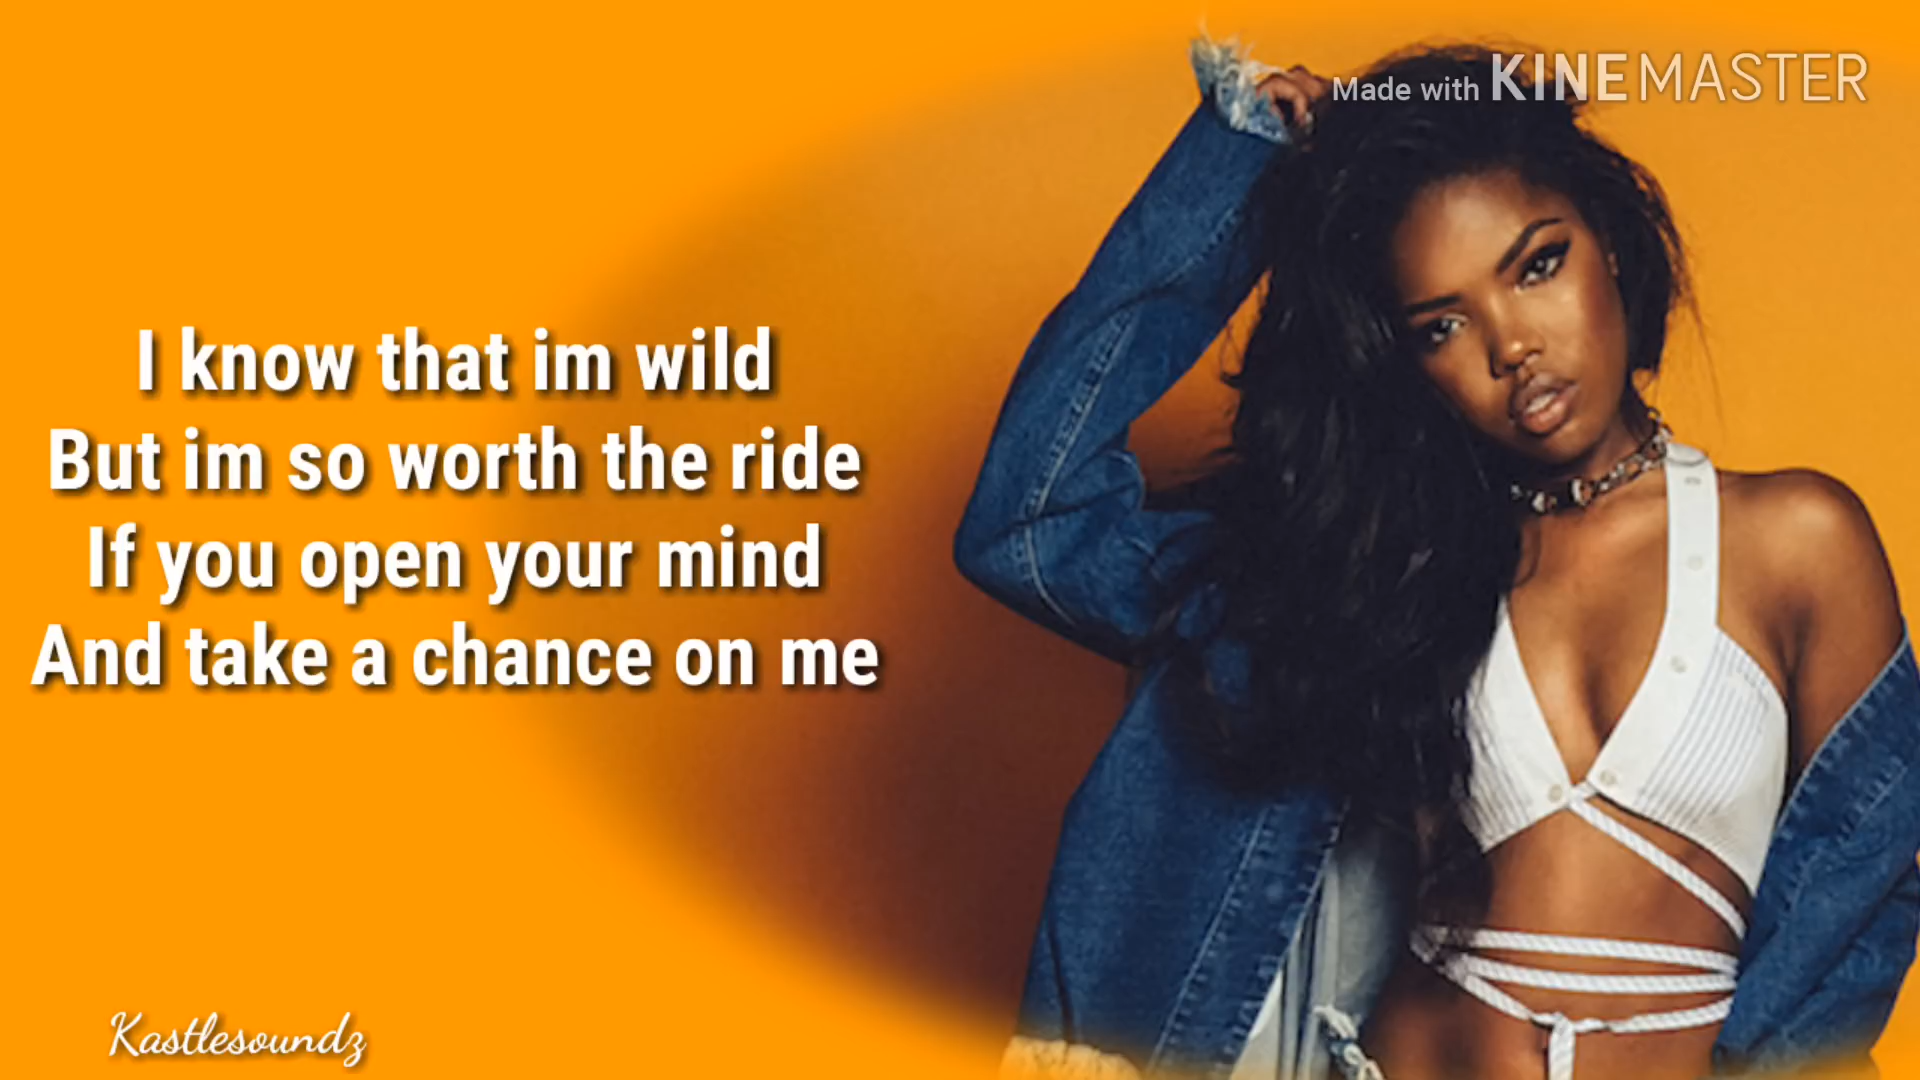 Made with KINEMASTER
I know that im wild
But im so worth the ride
If you open your mind
And take a chance on me
Kastlesoundz